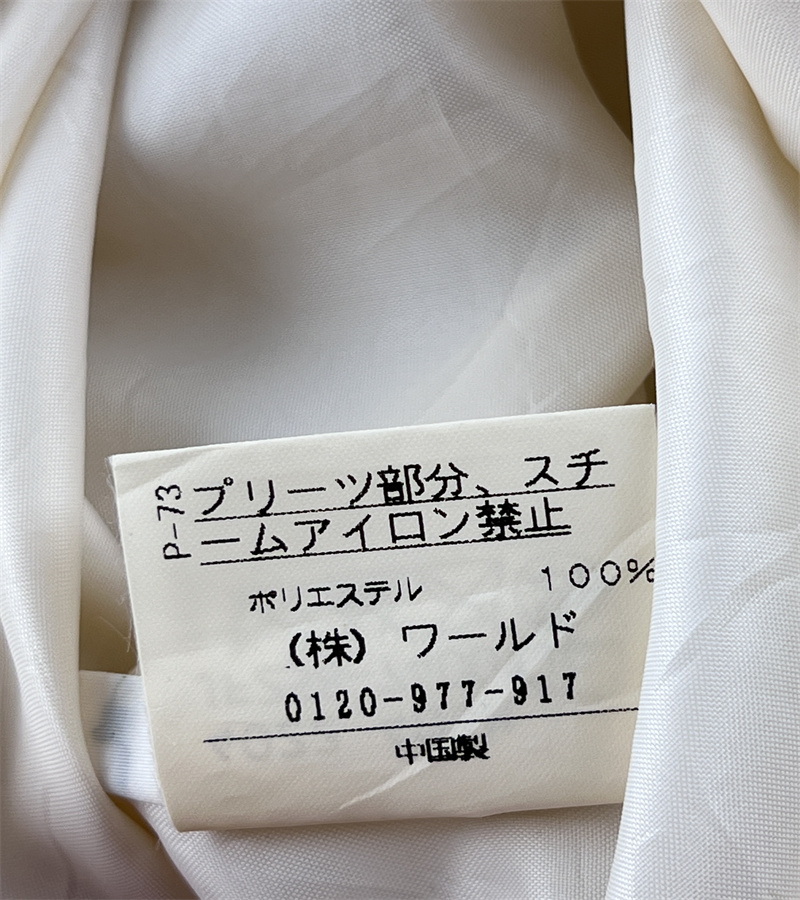 P-73
プリーツ部分、スチ
ームアイロン禁止
ポリエステル 100%
(株) ワールド
0120-977-917
中国製